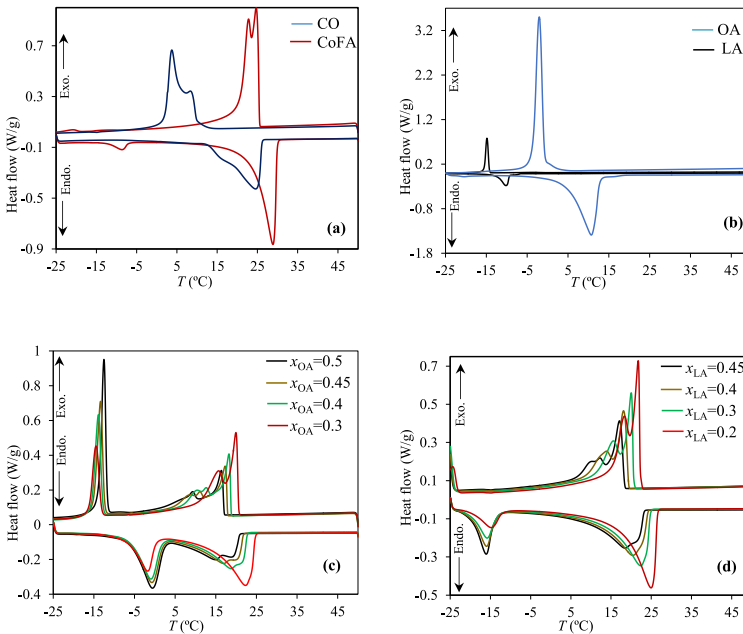 CO
CoFA
Exo.
Endo.
Heat flow (W/g)
0.7
0.3
-0.1
-0.5
-0.9
-25 -15 -5 5 15 25 35 45
T (ºC)
(a)
OA
LA
Exo.
Endo.
Heat flow (W/g)
3.2
2.2
1.2
0.2
-0.8
-1.8
-25 -15 -5 5 15 25 35 45
T (ºC)
(b)
xOA=0.5
xOA=0.45
xOA=0.4
xOA=0.3
Exo.
Endo.
Heat flow (W/g)
1
0.8
0.6
0.4
0.2
0
-0.2
-0.4
-25 -15 -5 5 15 25 35 45
T (ºC)
(c)
xLA=0.45
xLA=0.4
xLA=0.3
xLA=0.2
Exo.
Endo.
Heat flow (W/g)
0.7
0.5
0.3
0.1
-0.1
-0.3
-0.5
-25 -15 -5 5 15 25 35 45
T (ºC)
(d)